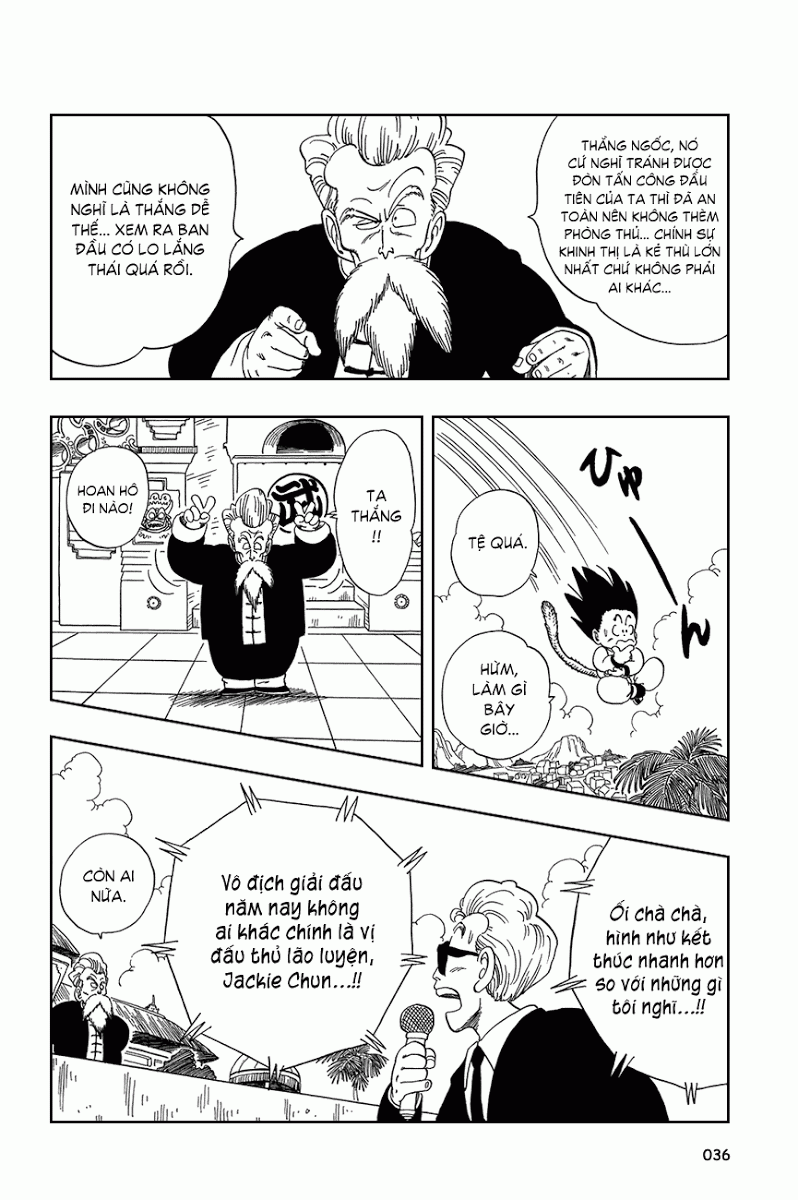 THẰNG NGỐC, NÓ
CỨ NGHĨ TRÁNH ĐƯỢC
ĐÒN TẤN CÔNG ĐẦU
TIÊN CỦA TA THÌ ĐÃ AN
TOÀN NÊN KHÔNG THÈM
PHÒNG THỦ... CHÍNH SỰ
KHINH THỊ LÀ KẺ THÙ LỚN
NHẤT CHỨ KHÔNG PHẢI
AI KHÁC...
MÌNH CŨNG KHÔNG
NGHĨ LÀ THẮNG DỄ
THẾ... XEM RA BAN
ĐẦU CÓ LO LẮNG
THÁI QUÁ RỒI.
ぴゅーん
TỆ QUÁ.
HỪM,
LÀM GÌ
BÂY
GIỜ...
TA
THẮNG
!!
HOAN HÔ
ĐI NÀO!
武
Ối chà chà,
hình như kết
thúc nhanh hơn
so với những gì
tôi nghĩ...!!
Vô địch giải đấu
năm nay không
ai khác chính là vị
đấu thủ lão luyện,
Jackie Chun...!!
CÒN AI
NỮA.
036